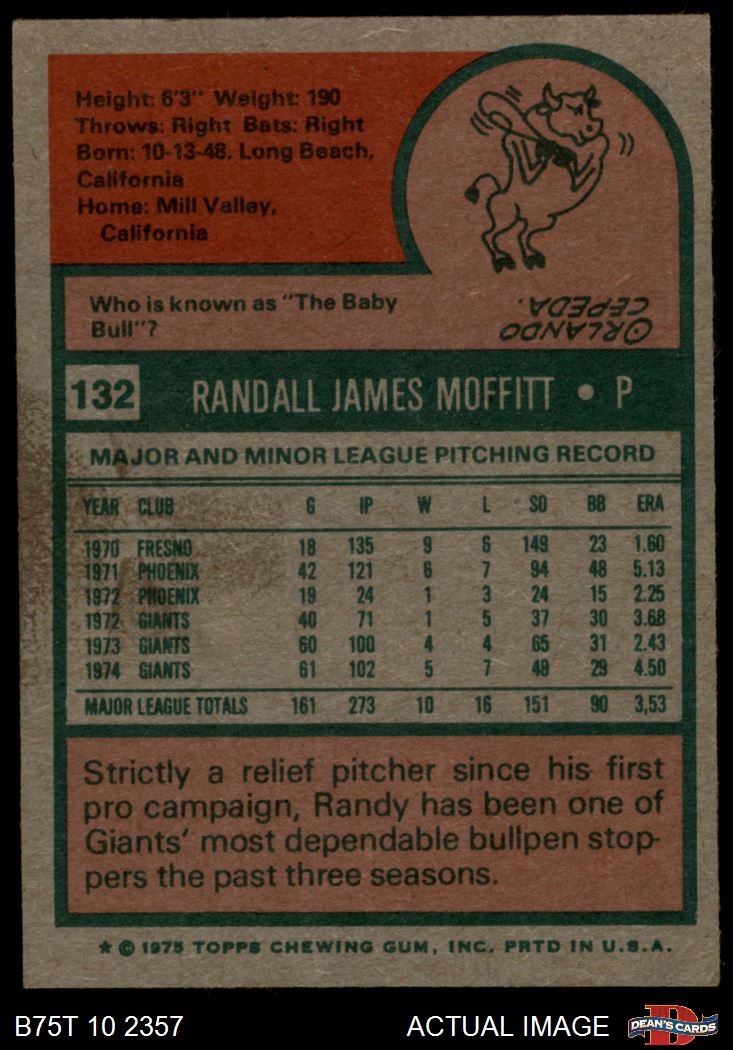 Height: 6'3" Weight: 190
Throws: Right Bats: Right
Born: 10-13-48, Long Beach,
California
Home: Mill Valley,
California
Who is known as "The Baby
Bull"?
ORLANDO
CEPEDA.
132 RANDALL JAMES MOFFITT • P
MAJOR AND MINOR LEAGUE PITCHING RECORD
YEAR CLUB G IP W L SO BB ERA
1970 FRESNO 18 135 9 6 149 23 1.60
1971 PHOENIX 42 121 6 7 94 48 5.13
1972 PHOENIX 19 24 1 3 24 15 2.25
1972 GIANTS 40 71 1 5 37 30 3.68
1973 GIANTS 60 100 4 4 65 31 2.43
1974 GIANTS 61 102 5 7 49 29 4.50
MAJOR LEAGUE TOTALS 161 273 10 16 151 90 3,53
Strictly a relief pitcher since his first
pro campaign, Randy has been one of
Giants' most dependable bullpen stop-
pers the past three seasons.
* © 1975 TOPPS CHEWING GUM, INC. PRTD IN U.S.A.
B75T 10 2357 ACTUAL IMAGE D DEAN'S CARDS